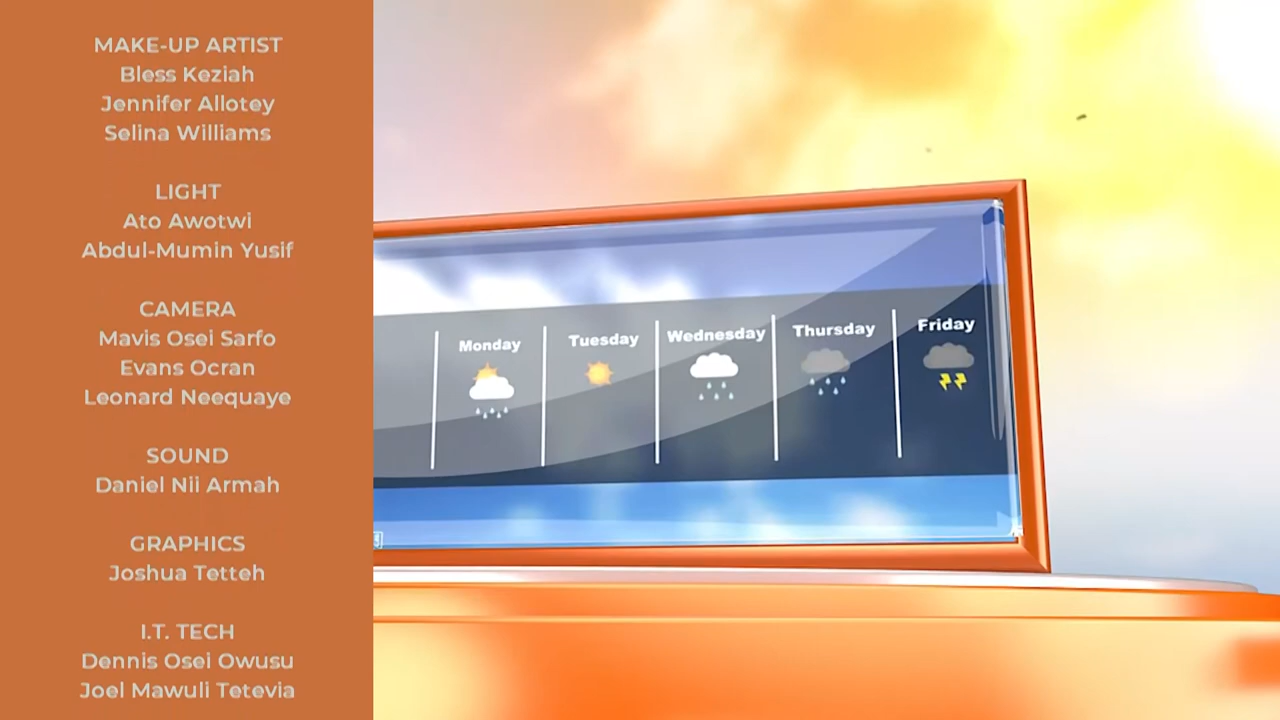 MAKE-UP ARTIST
Bless Keziah
Jennifer Allotey
Selina Williams
LIGHT
Ato Awotwi
Abdul-Mumin Yusif
CAMERA
Mavis Osei Sarfo
Evans Ocran
Leonard Neequaye
SOUND
Daniel Nii Armah
GRAPHICS
Joshua Tetteh
I.T. TECH
Dennis Osei Owusu
Joel Mawuli Tetevia
Monday Tuesday Wednesday Thursday Friday